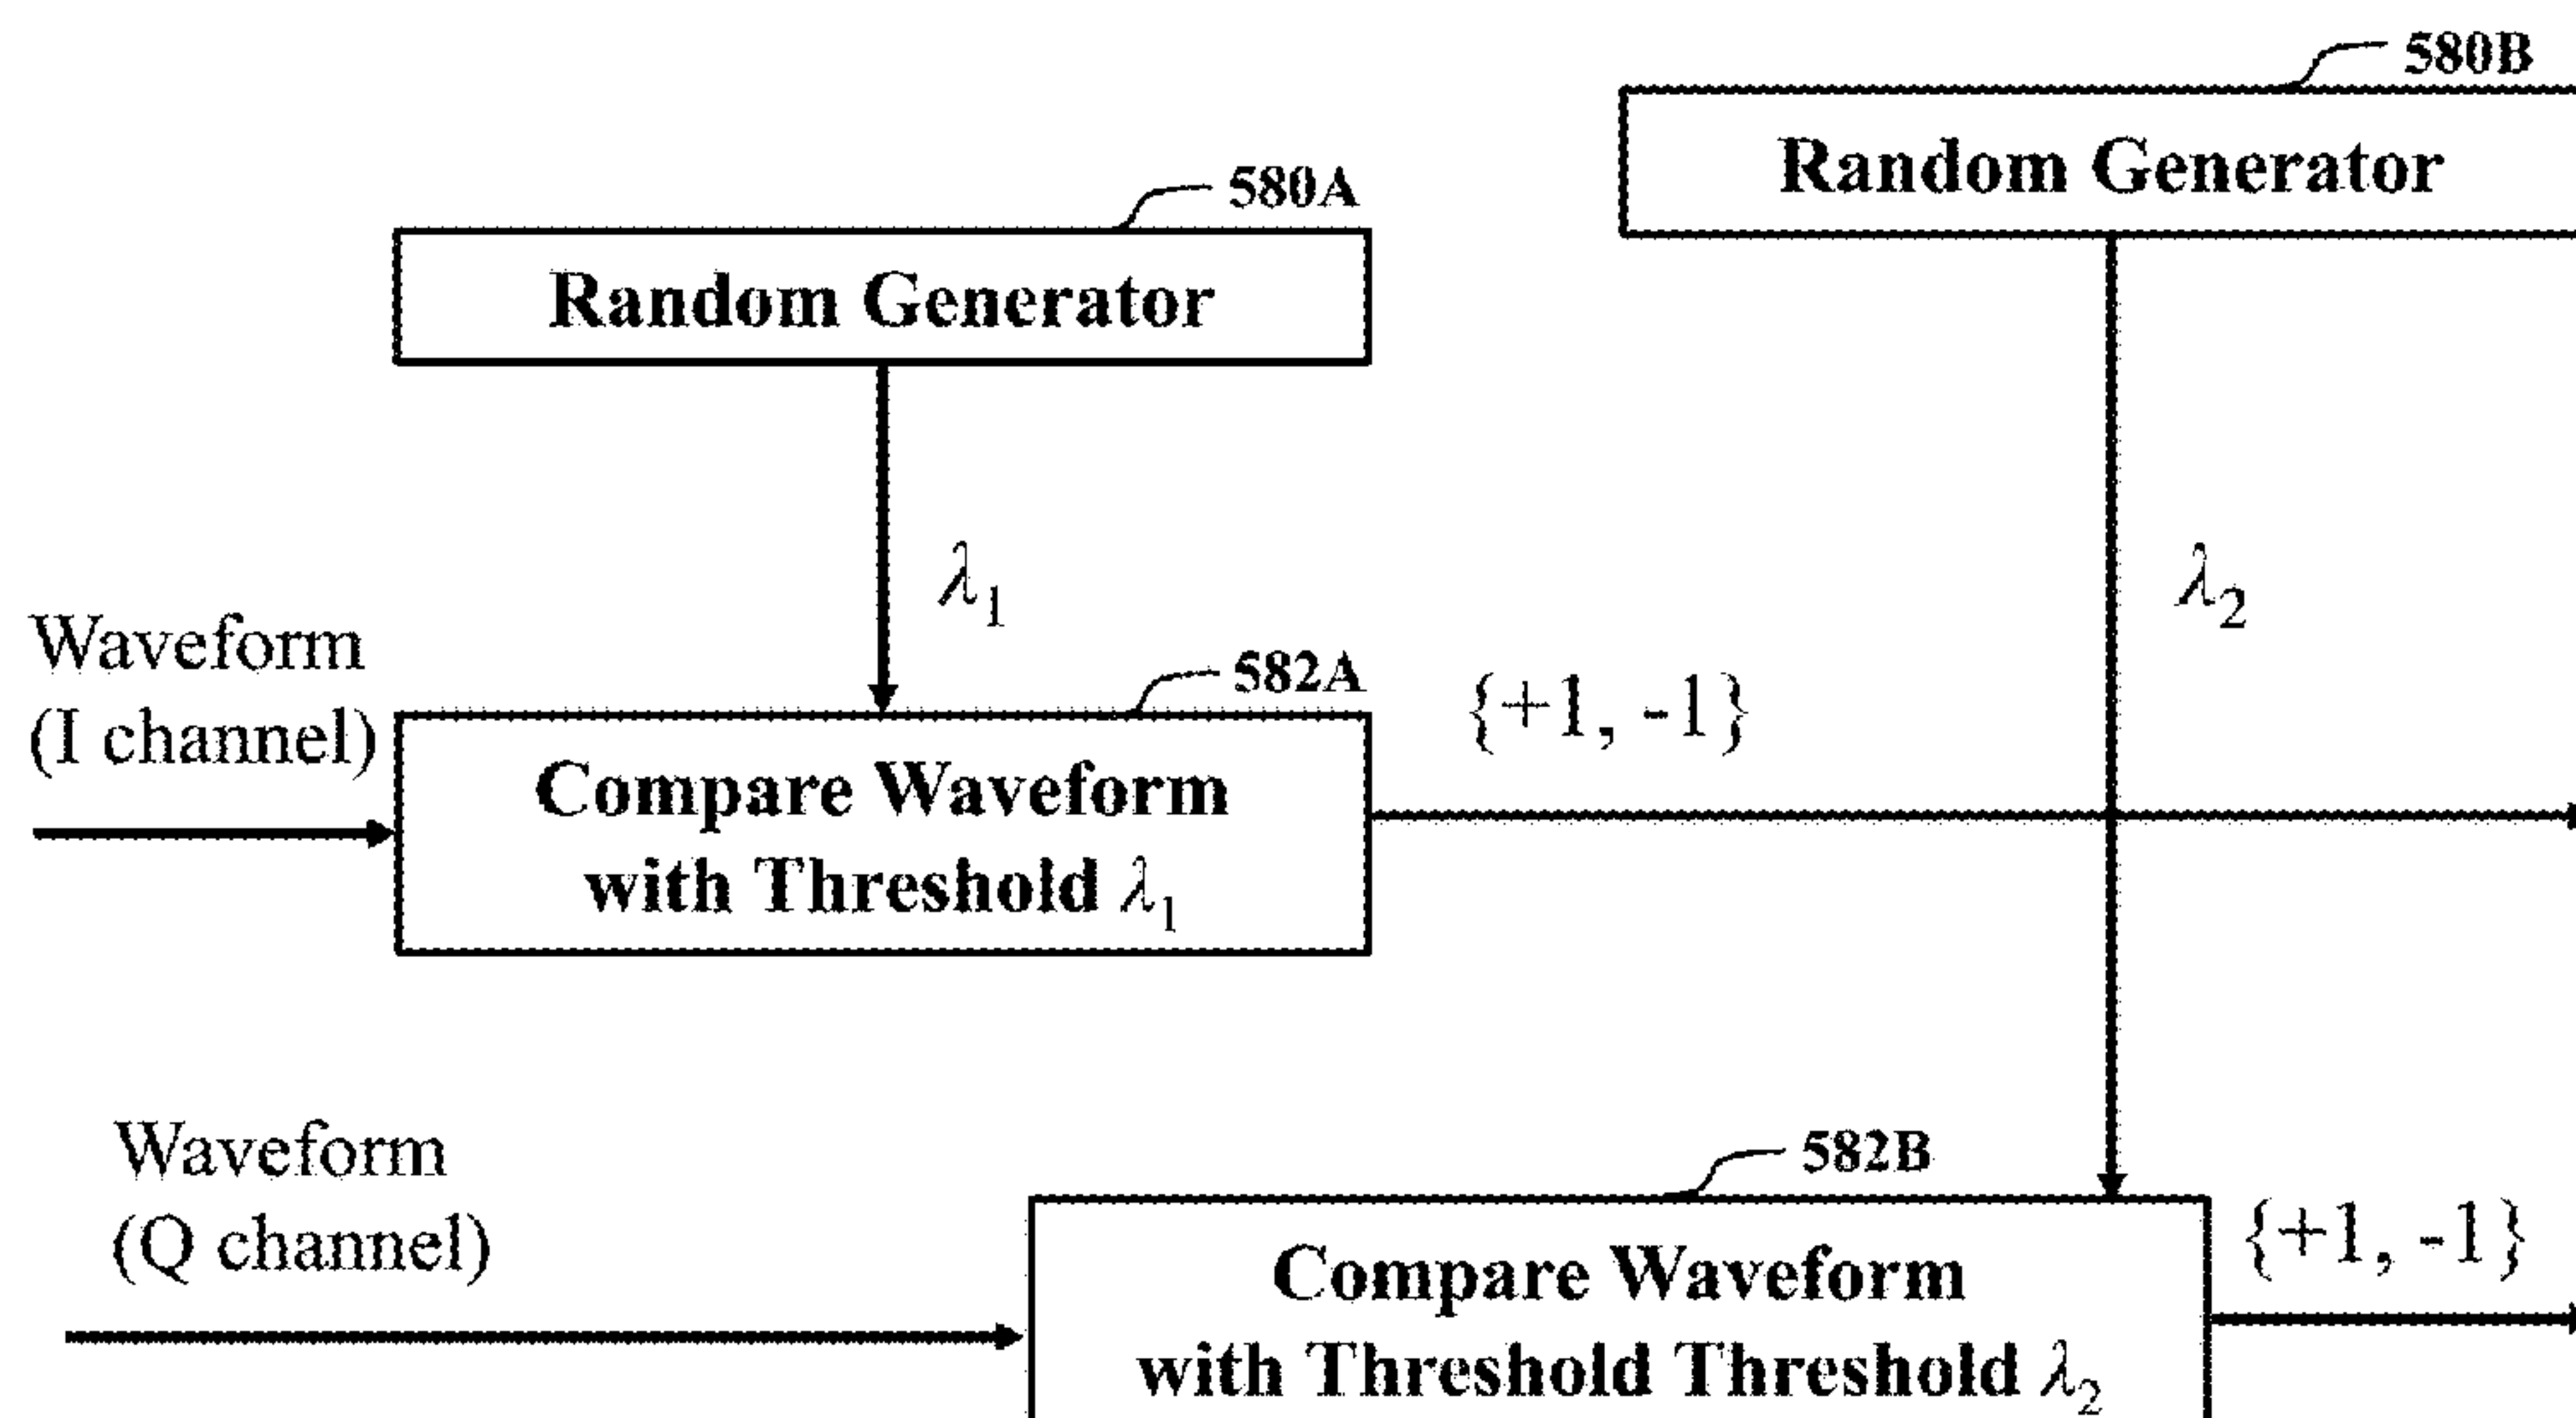 580B
Random Generator
580A
Random Generator
λ1
λ2
Waveform
(I channel)
582A
{+1, -1}
Compare Waveform
with Threshold λ1
Waveform
(Q channel)
582B
{+1, -1}
Compare Waveform
with Threshold Threshold λ2